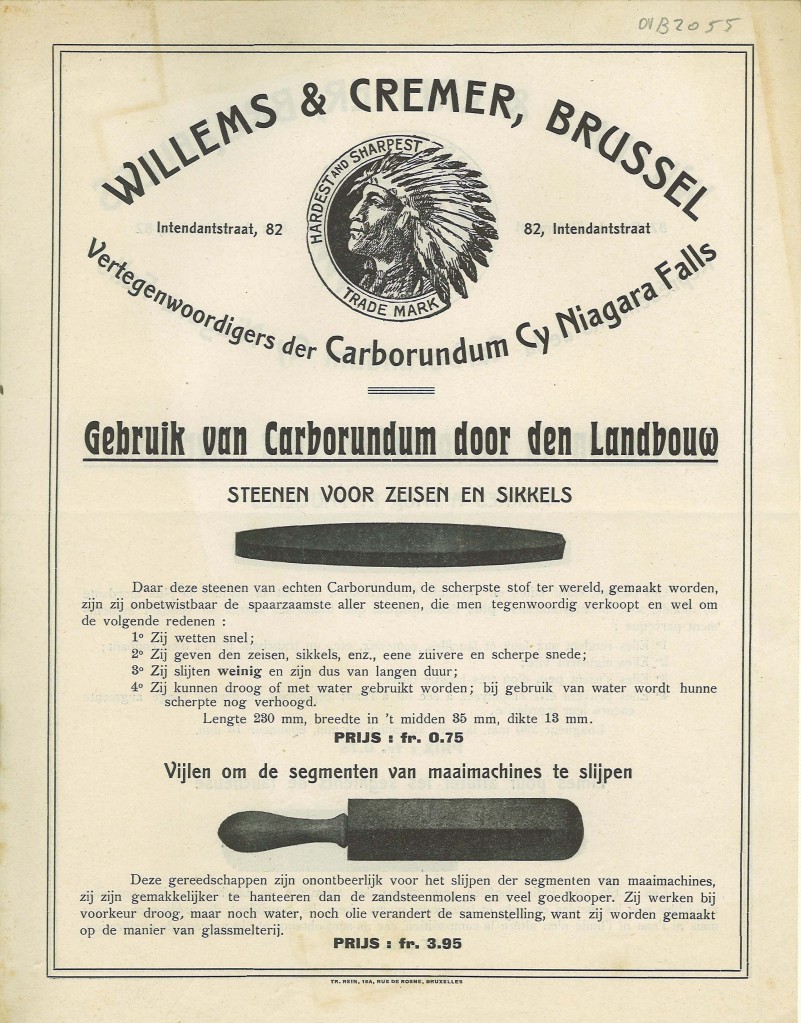 OVB2055
WILLEMS & CREMER, BRUSSEL
HARDEST AND SHARPEST
TRADE MARK
Intendantstraat, 82
82, Intendantstraat
Vertegenwoordigers der Carborundum Cy Niagara Falls
Gebruik van Carborundum door den Landbouw
STEENEN VOOR ZEISEN EN SIKKELS
Daar deze steenen van echten Carborundum, de scherpste stof ter wereld, gemaakt worden,
zijn zij onbetwistbaar de spaarzaamste aller steenen, die men tegenwoordig verkoopt en wel om
de volgende redenen :
1° Zij wetten snel;
2° Zij geven den zeisen, sikkels, enz., eene zuivere en scherpe snede;
3° Zij slijten weinig en zijn dus van langen duur;
4° Zij kunnen droog of met water gebruikt worden; bij gebruik van water wordt hunne
scherpte nog verhoogd.
Lengte 230 mm, breedte in 't midden 35 mm, dikte 13 mm.
PRIJS : fr. 0.75
Vijlen om de segmenten van maaimachines te slijpen
Deze gereedschappen zijn onontbeerlijk voor het slijpen der segmenten van maaimachines,
zij zijn gemakkelijker te hanteeren dan de zandsteenmolens en veel goedkooper. Zij werken bij
voorkeur droog, maar noch water, noch olie verandert de samenstelling, want zij worden gemaakt
op de manier van glassmelterij.
PRIJS : fr. 3.95
TR. REIN, 16A, RUE DE ROSNE, BRUXELLES